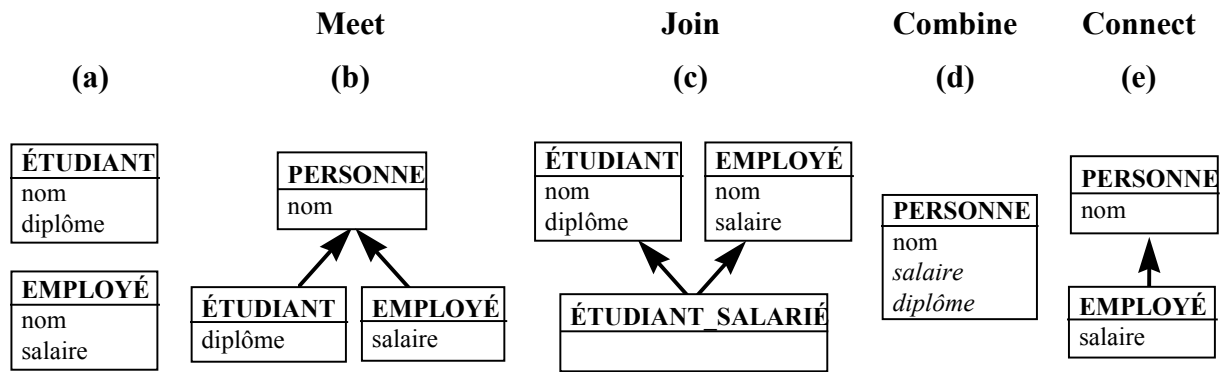 Meet Join Combine Connect
(a) (b) (c) (d) (e)
ÉTUDIANT
nom
diplôme
EMPLOYÉ
nom
salaire
PERSONNE
nom
ÉTUDIANT
diplôme
EMPLOYÉ
salaire
ÉTUDIANT
nom
diplôme
EMPLOYÉ
nom
salaire
ÉTUDIANT_SALARIÉ
PERSONNE
nom
salaire
diplôme
PERSONNE
nom
EMPLOYÉ
salaire